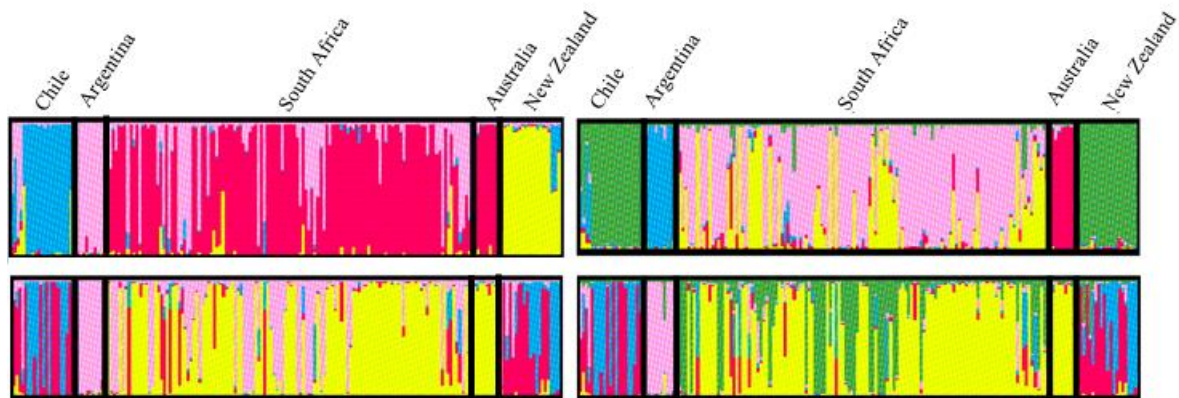 Chile
Argentina
South Africa
Australia
New Zealand
Chile
Argentina
South Africa
Australia
New Zealand